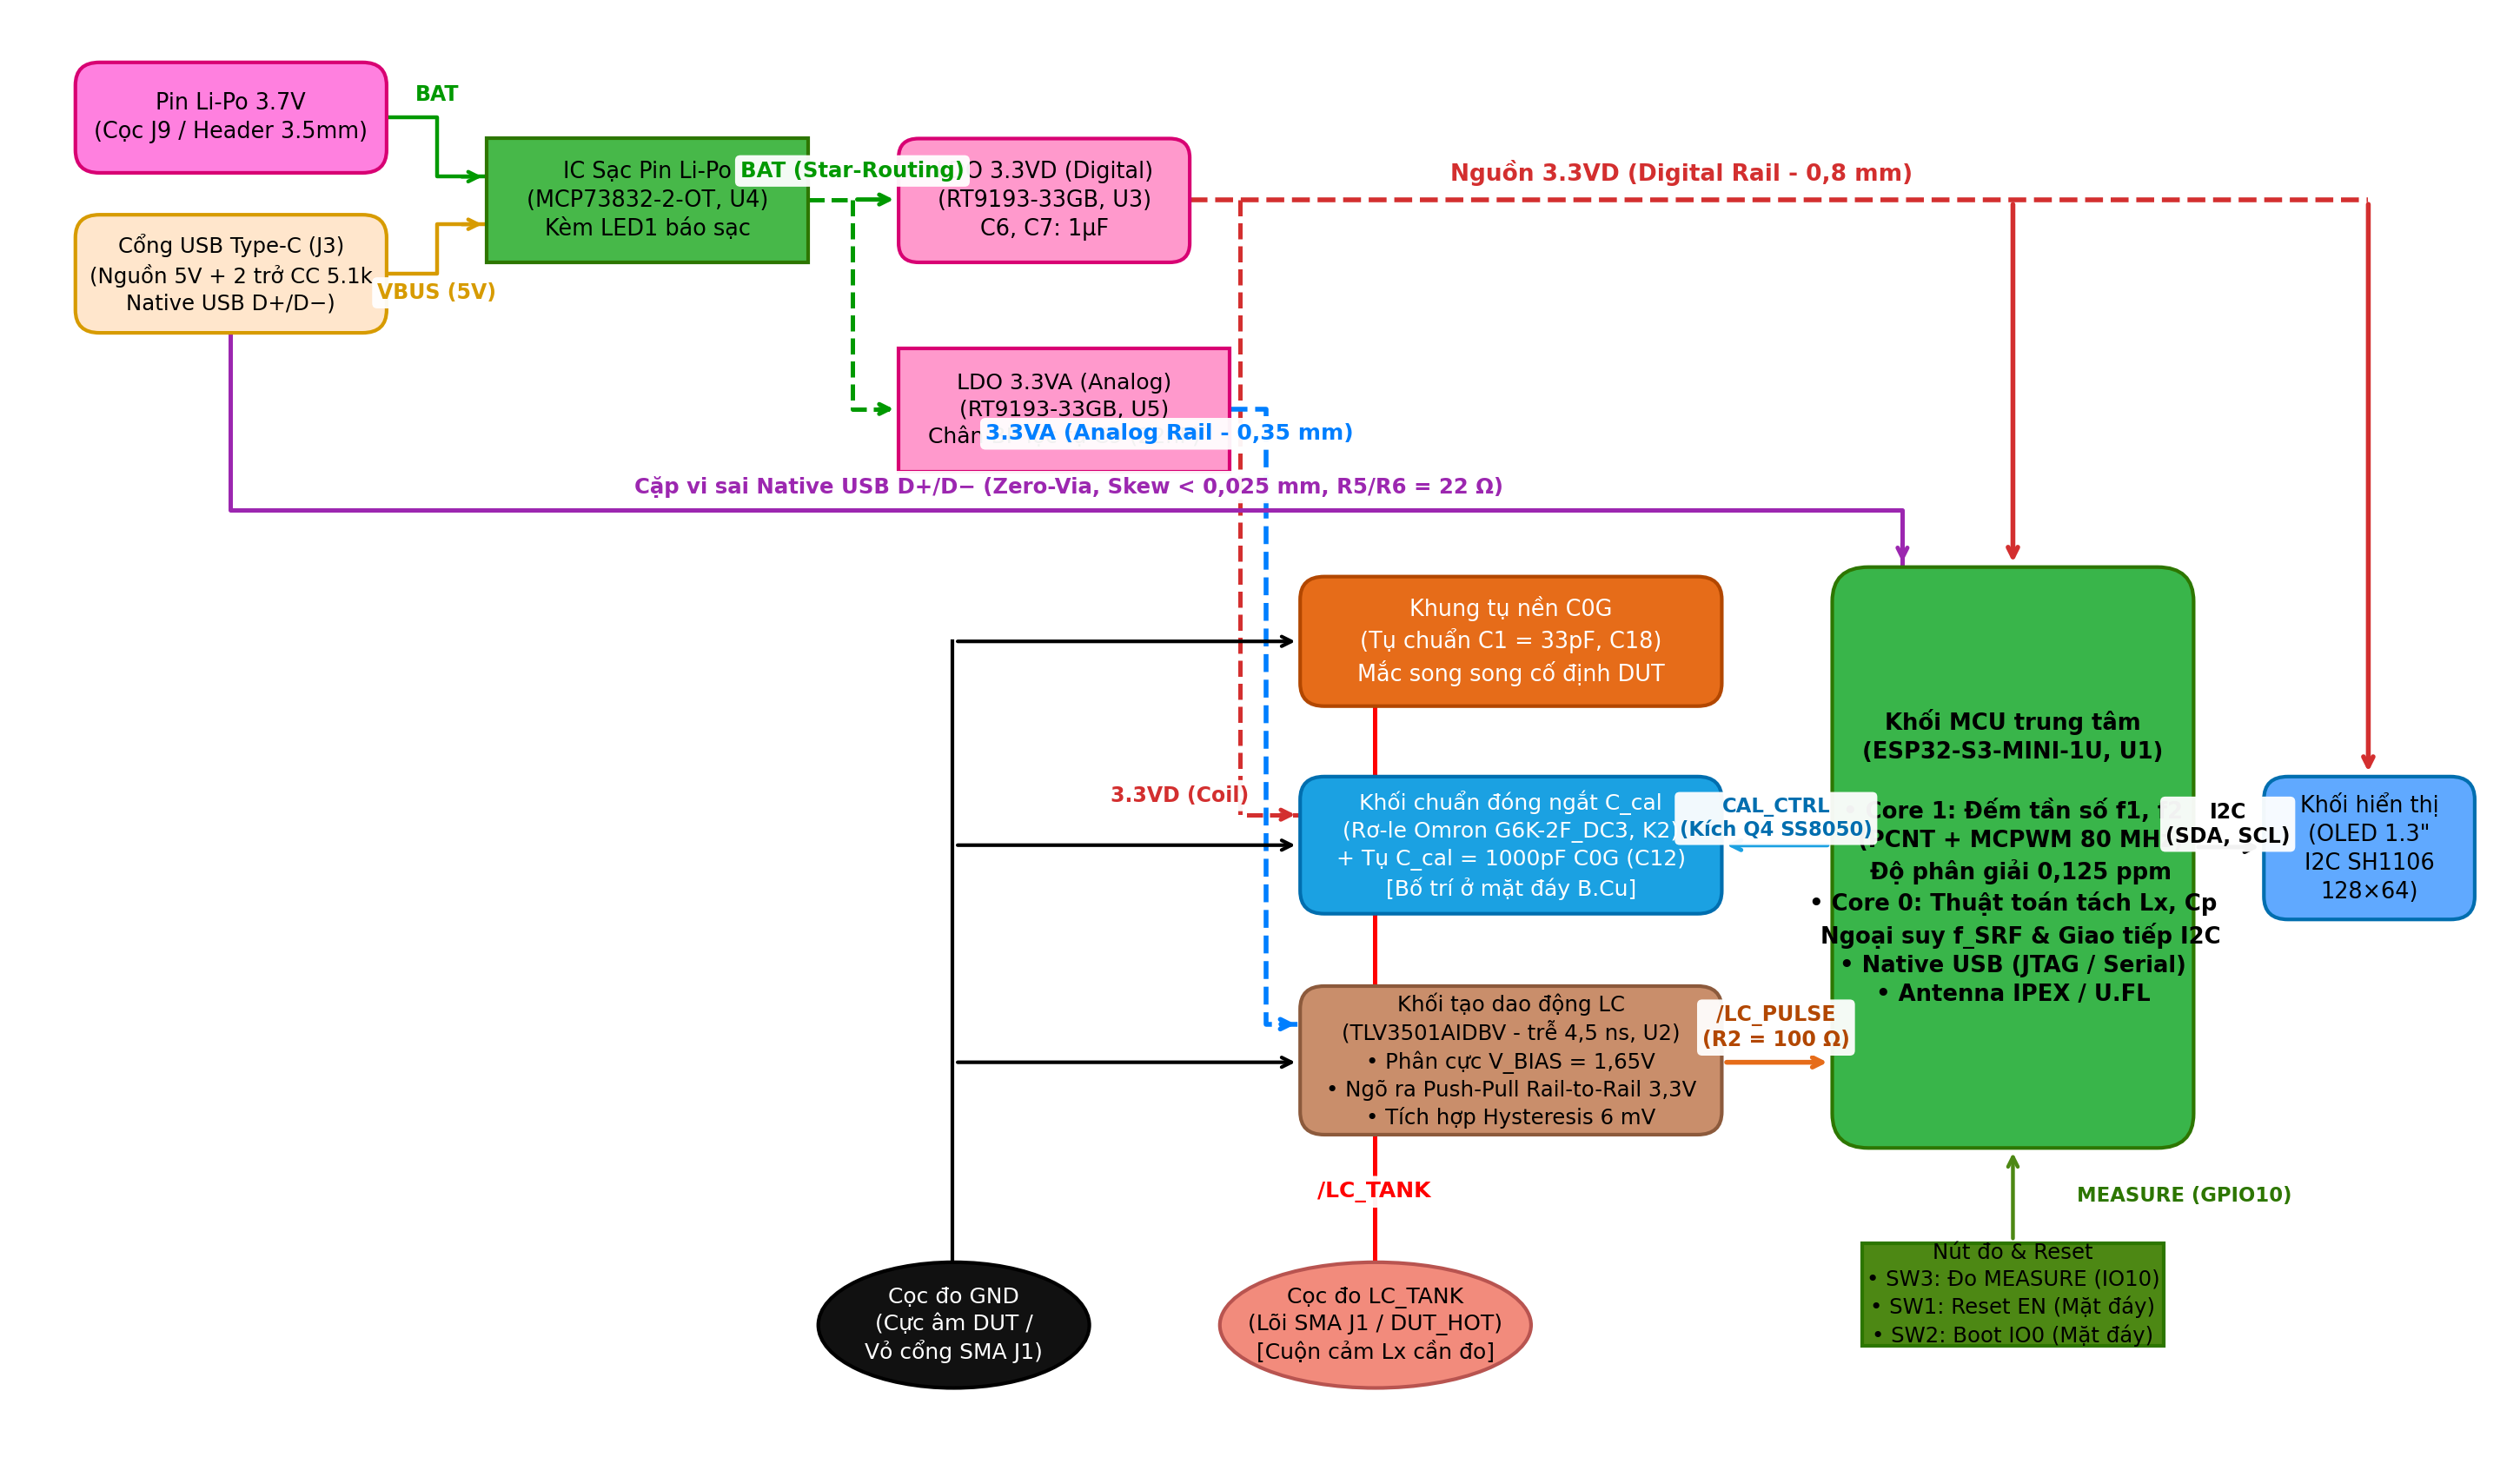 Pin Li-Po 3.7V
(Cọc J9 / Header 3.5mm)
BAT
Cổng USB Type-C (J3)
(Nguồn 5V + 2 trở CC 5.1k
Native USB D+/D−)
VBUS (5V)
IC Sạc Pin Li-Po
(MCP73832-2-OT, U4)
Kèm LED1 báo sạc
BAT (Star-Routing)
3.3VD (Digital)
(RT9193-33GB, U3)
C6, C7: 1µF
Nguồn 3.3VD (Digital Rail - 0,8 mm)
LDO 3.3VA (Analog)
(RT9193-33GB, U5)
3.3VA (Analog Rail - 0,35 mm)
Cặp vi sai Native USB D+/D− (Zero-Via, Skew < 0,025 mm, R5/R6 = 22 Ω)
Khung tụ nền C0G
(Tụ chuẩn C1 = 33pF, C18)
Mắc song song cố định DUT
3.3VD (Coil)
Khối chuẩn đóng ngắt C_cal
(Rơ-le Omron G6K-2F_DC3, K2)
+ Tụ C_cal = 1000pF C0G (C12)
[Bố trí ở mặt đáy B.Cu]
CAL_CTRL
(Kích Q4 SS8050)
Khối MCU trung tâm
(ESP32-S3-MINI-1U, U1)
Core 1: Đếm tần số f1, f2
(PCNT + MCPWM 80 MH
Độ phân giải 0,125 ppm
• Core 0: Thuật toán tách Lx, Cp
Ngoại suy f_SRF & Giao tiếp I2C
• Native USB (JTAG / Serial)
• Antenna IPEX / U.FL
I2C
(SDA, SCL)
Khối hiển thị
(OLED 1.3"
I2C SH1106
128×64)
Khối tạo dao động LC
(TLV3501AIDBV - trễ 4,5 ns, U2)
• Phân cực V_BIAS = 1,65V
• Ngõ ra Push-Pull Rail-to-Rail 3,3V
• Tích hợp Hysteresis 6 mV
/LC_PULSE
(R2 = 100 Ω)
/LC_TANK
MEASURE (GPIO10)
Cọc đo GND
(Cực âm DUT /
Vỏ cổng SMA J1)
Cọc đo LC_TANK
(Lõi SMA J1 / DUT_HOT)
[Cuộn cảm Lx cần đo]
Nút đo & Reset
• SW3: Đo MEASURE (IO10)
• SW1: Reset EN (Mặt đáy)
• SW2: Boot IO0 (Mặt đáy)